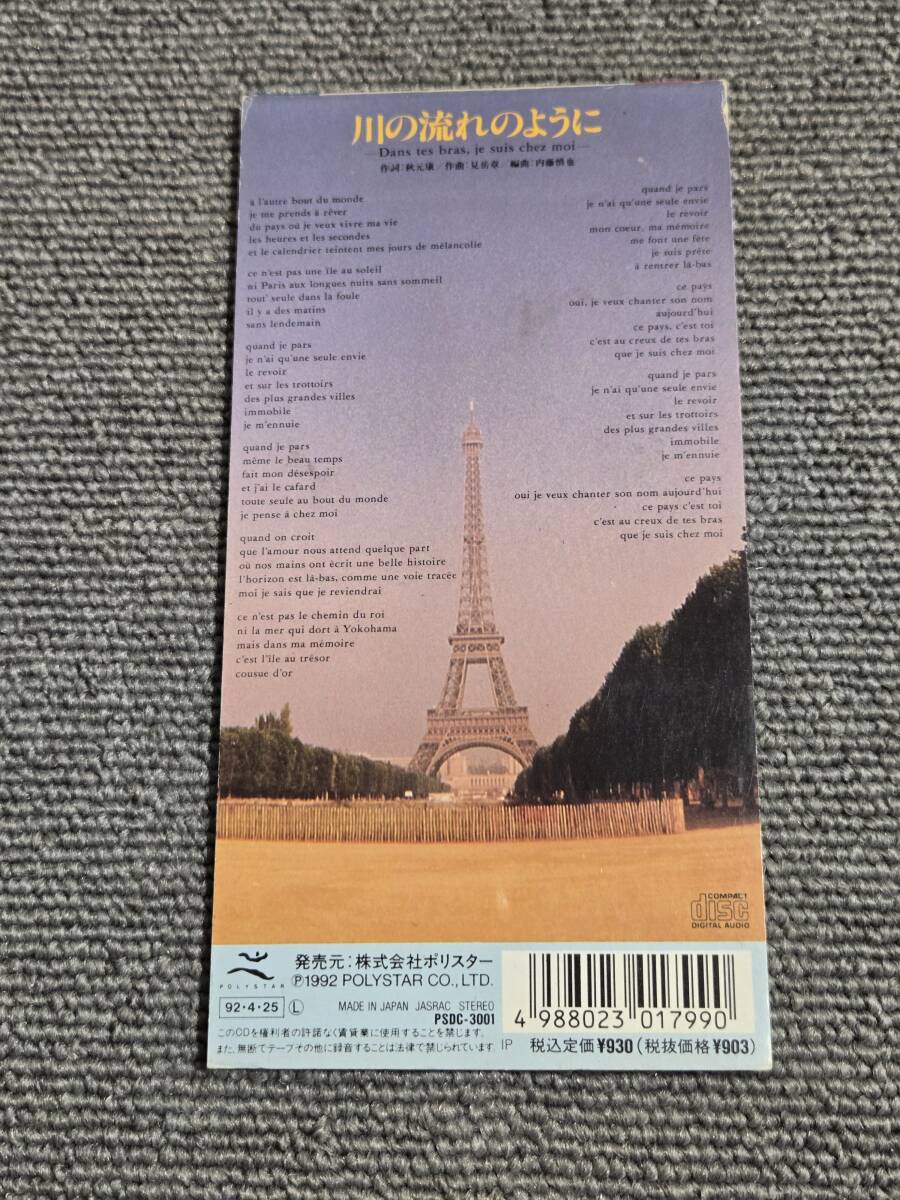 川の流れのように
—Dans tes bras, je suis chez moi—
作詞:秋元康／作曲:見岳章／編曲:内藤慎也
à l'autre bout du monde
je me prends à rêver
du pays où je veux vivre ma vie
les heures et les secondes
et le calendrier teintent mes jours de mélancolie
ce n'est pas une île au soleil
ni Paris aux longues nuits sans sommeil
tout' seule dans la foule
il y a des matins
sans lendemain
quand je pars
je n'ai qu'une seule envie
le revoir
et sur les trottoirs
des plus grandes villes
immobile
je m'ennuie
quand je pars
même le beau temps
fait mon désespoir
et j'ai le cafard
toute seule au bout du monde
je pense à chez moi
quand on croit
que l'amour nous attend quelque part
où nos mains ont écrit une belle histoire
l'horizon est là-bas, comme une voie tracée
moi je sais que je reviendrai
ce n'est pas le chemin du roi
ni la mer qui dort à Yokohama
mais dans ma mémoire
c'est l'île au trésor
cousue d'or
quand je pars
je n'ai qu'une seule envie
le revoir
mon coeur, ma mémoire
me font une fête
je suis prête
à rentrer là-bas
ce pays
oui, je veux chanter son nom
aujourd'hui
ce pays, c'est toi
c'est au creux de tes bras
que je suis chez moi
quand je pars
je n'ai qu'une seule envie
le revoir
et sur les trottoirs
des plus grandes villes
immobile
je m'ennuie
ce pays
oui je veux chanter son nom aujourd'hui
ce pays c'est toi
c'est au creux de tes bras
que je suis chez moi
COMPACT
disc
DIGITAL AUDIO
POLYSTAR
発売元:株式会社ポリスター
Ⓟ1992 POLYSTAR CO., LTD.
92・4・25 Ⓛ MADE IN JAPAN JASRAC STEREO
PSDC-3001
このCDを権利者の許諾なく賃貸業に使用することを禁じます。
また、無断でテープその他に録音することは法律で禁じられています。 IP
4 988023 017990
税込定価¥930(税抜価格¥903)